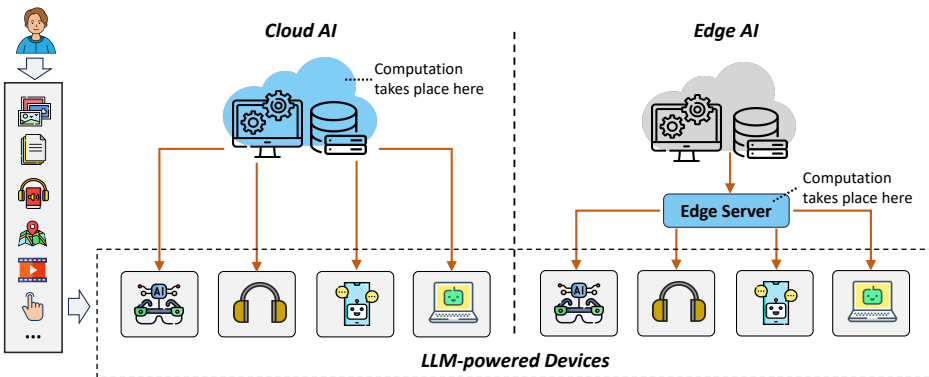 Cloud AI
Edge AI
Computation
takes place here
Computation
takes place here
Edge Server
AI
AI
...
LLM-powered Devices